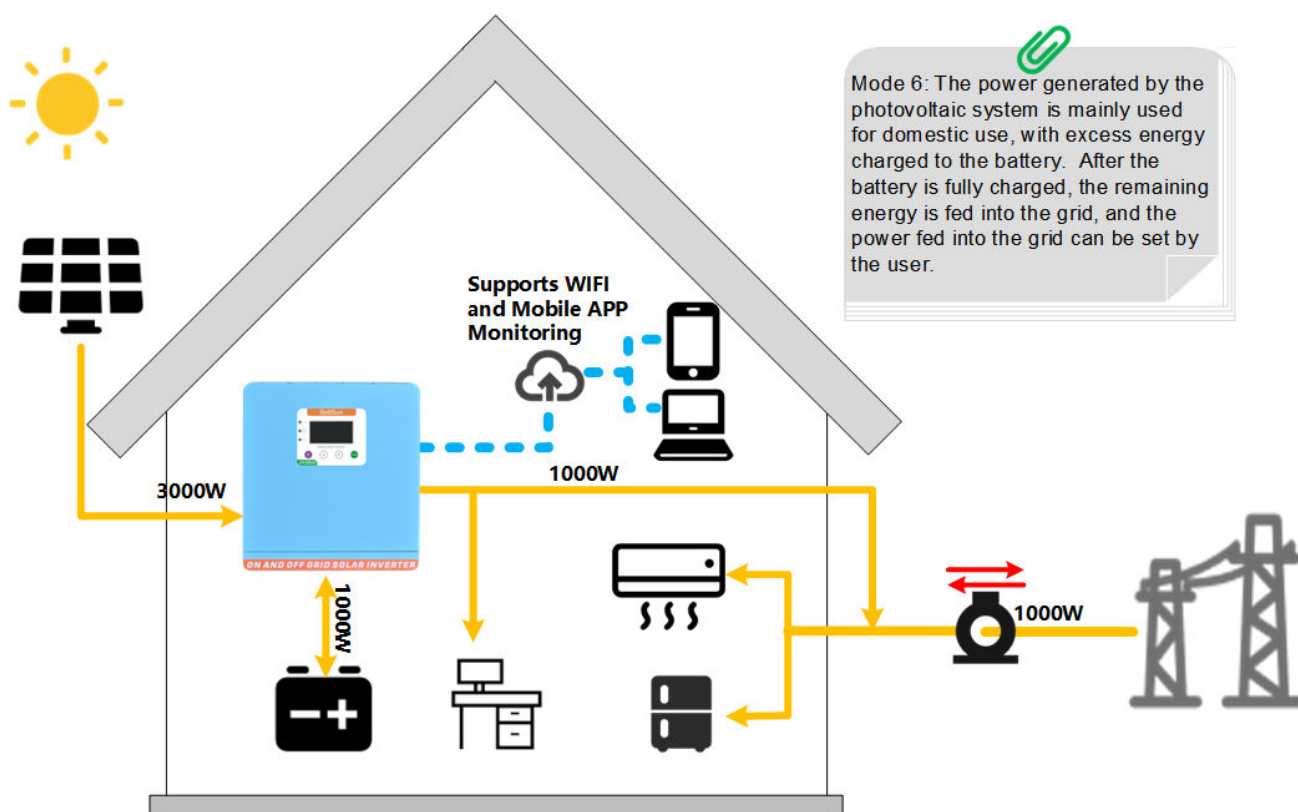 Mode 6: The power generated by the
photovoltaic system is mainly used
for domestic use, with excess energy
charged to the battery.  After the
battery is fully charged, the remaining
energy is fed into the grid, and the
power fed into the grid can be set by
the user.
Supports WIFI
and Mobile APP
Monitoring
3000W
1000W
ON AND OFF GRID SOLAR INVERTER
1000W
1000W